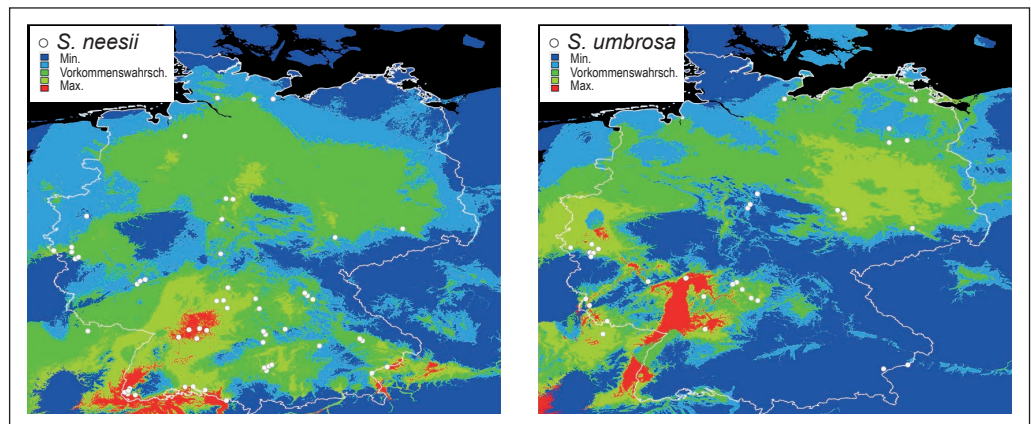 S. neesii
Min.
Vorkommenswahrsch.
Max.
S. umbrosa
Min.
Vorkommenswahrsch.
Max.